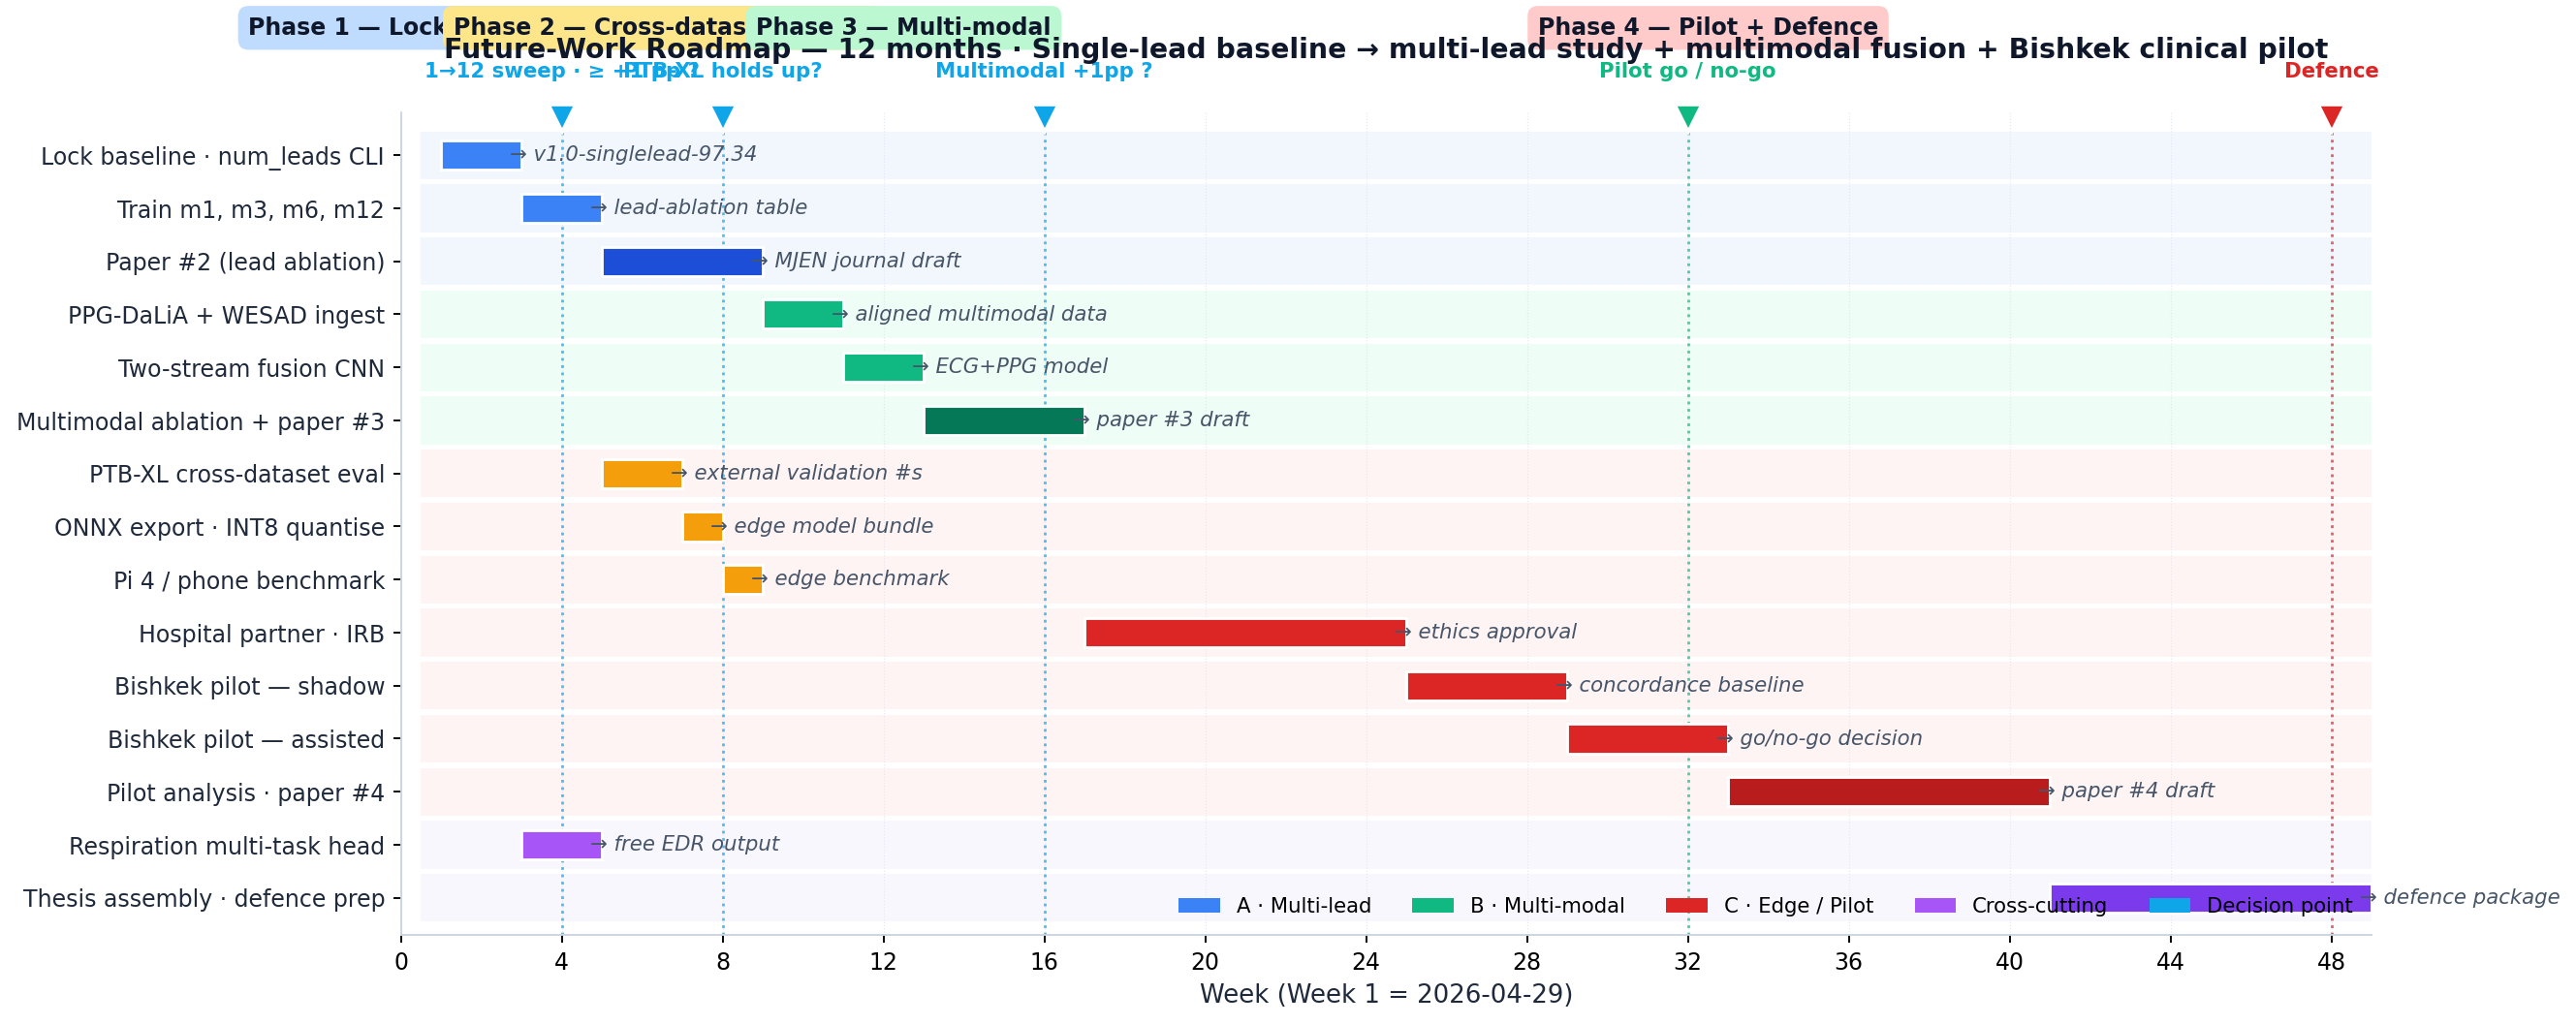 Phase 1 — Lock
Phase 2 — Cross-datas
Phase 3 — Multi-modal
Phase 4 — Pilot + Defence
Future-Work Roadmap — 12 months · Single-lead baseline → multi-lead study + multimodal fusion + Bishkek clinical pilot
1→12 sweep · ≥ +1pp ?
PTB-XL holds up?
Multimodal +1pp ?
Pilot go / no-go
Defence
Lock baseline · num_leads CLI
→ v1.0-singlelead-97.34
Train m1, m3, m6, m12
→ lead-ablation table
Paper #2 (lead ablation)
→ MJEN journal draft
PPG-DaLiA + WESAD ingest
→ aligned multimodal data
Two-stream fusion CNN
→ ECG+PPG model
Multimodal ablation + paper #3
→ paper #3 draft
PTB-XL cross-dataset eval
→ external validation #s
ONNX export · INT8 quantise
→ edge model bundle
Pi 4 / phone benchmark
→ edge benchmark
Hospital partner · IRB
→ ethics approval
Bishkek pilot — shadow
→ concordance baseline
Bishkek pilot — assisted
→ go/no-go decision
Pilot analysis · paper #4
→ paper #4 draft
Respiration multi-task head
→ free EDR output
Thesis assembly · defence prep
→ defence package
A · Multi-lead
B · Multi-modal
C · Edge / Pilot
Cross-cutting
Decision point
0 4 8 12 16 20 24 28 32 36 40 44 48
Week (Week 1 = 2026-04-29)